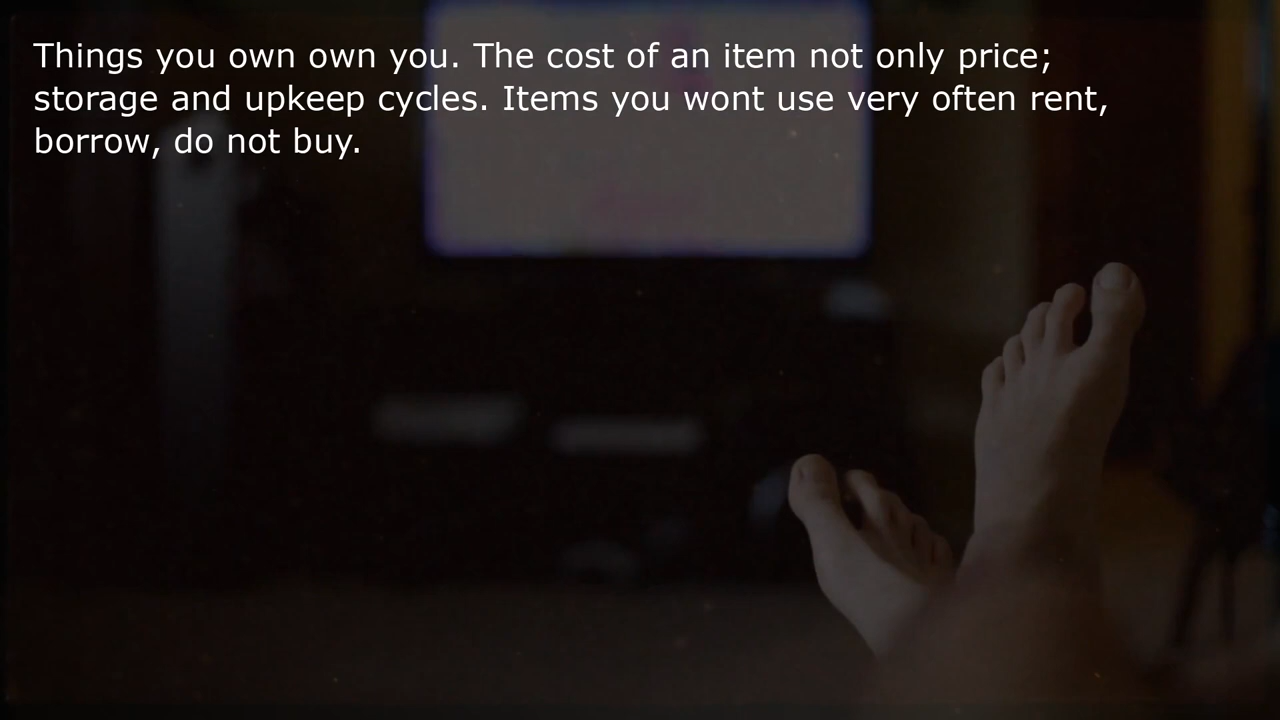 Things you own own you. The cost of an item not only price;
storage and upkeep cycles. Items you wont use very often rent,
borrow, do not buy.